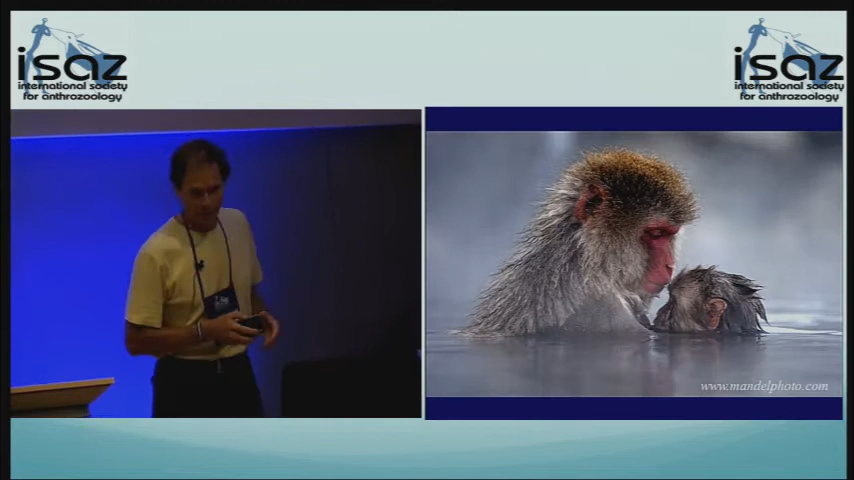 isaz
international society
for anthrozoology
isaz
international society
for anthrozoology
www.mandelphoto.com